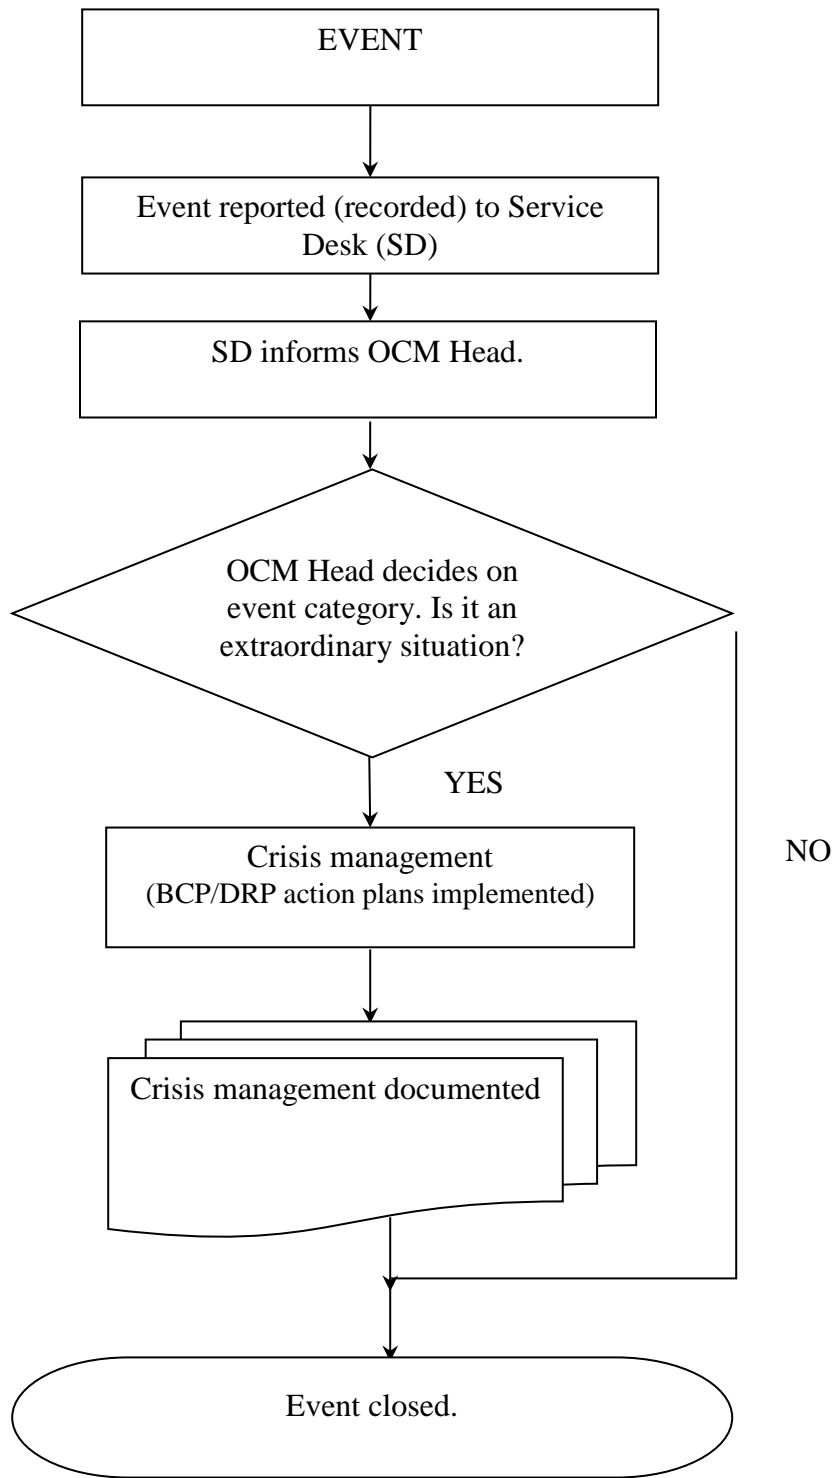 EVENT
Event reported (recorded) to Service
Desk (SD)
SD informs OCM Head.
OCM Head decides on
event category. Is it an
extraordinary situation?
YES
NO
Crisis management
(BCP/DRP action plans implemented)
Crisis management documented
Event closed.